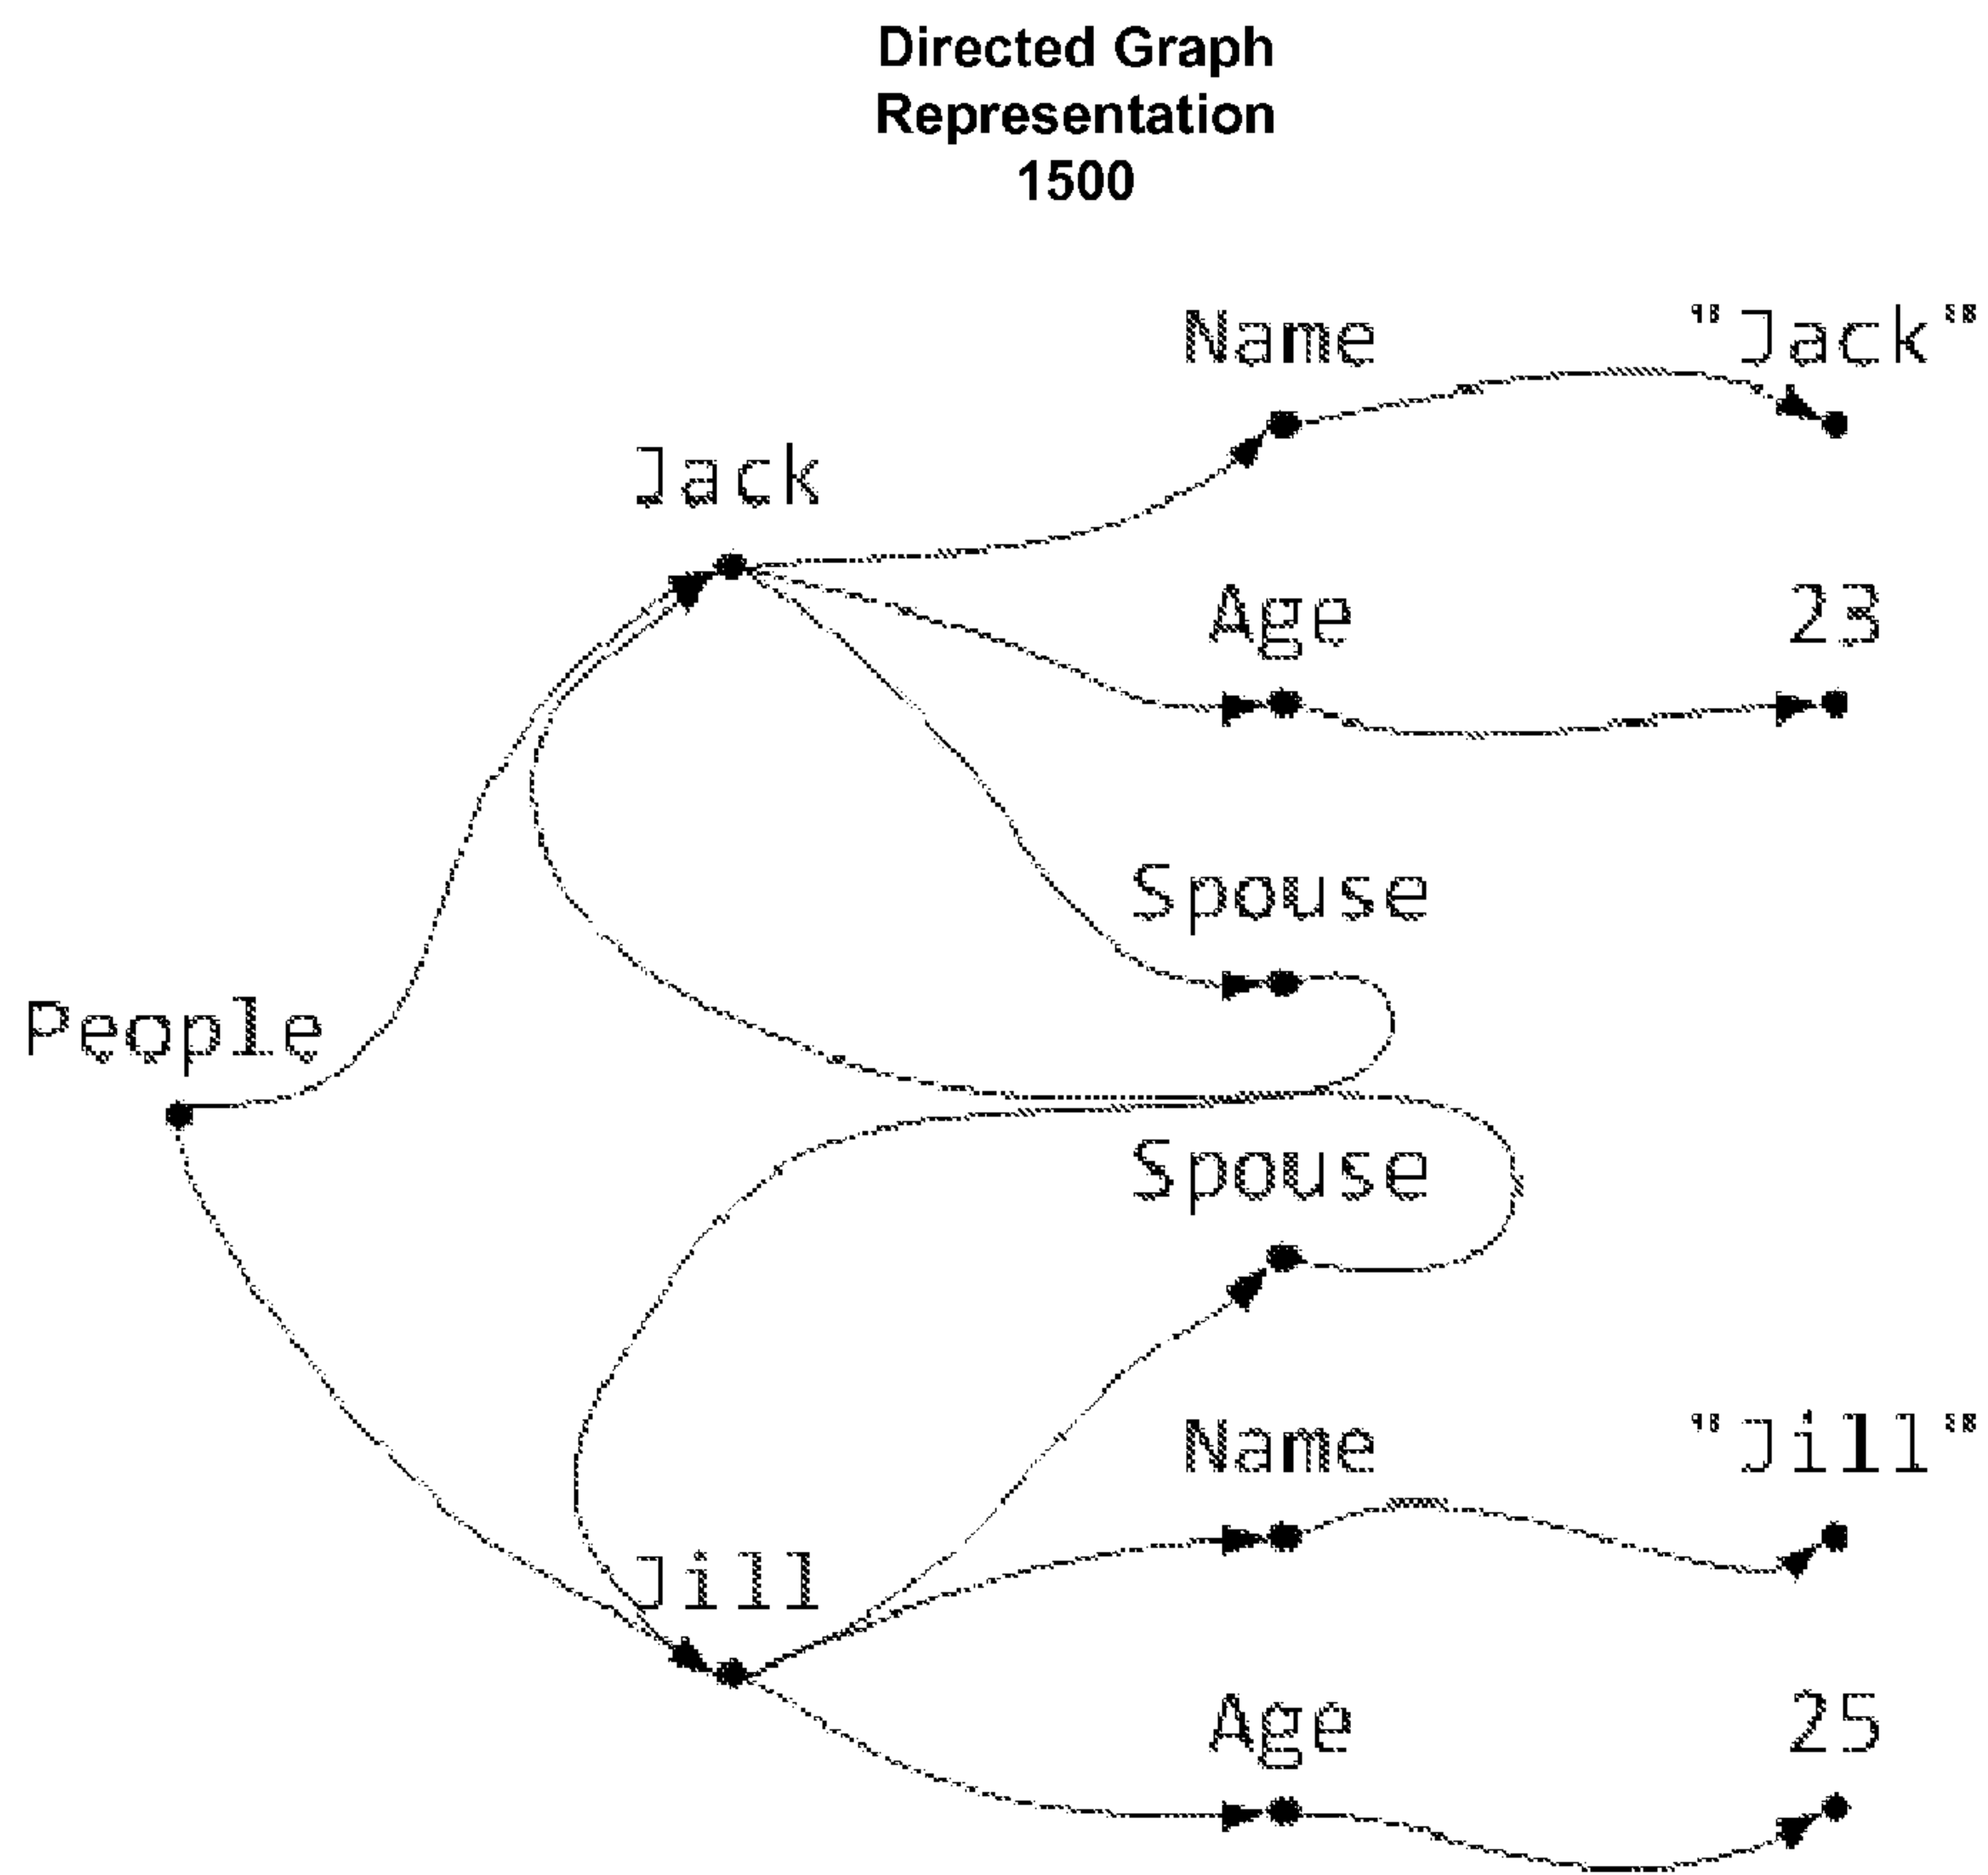 Directed Graph
Representation
1500
Name "Jack"
Jack
Age 23
Spouse
People
Spouse
Name "Jill"
Jill
Age 25